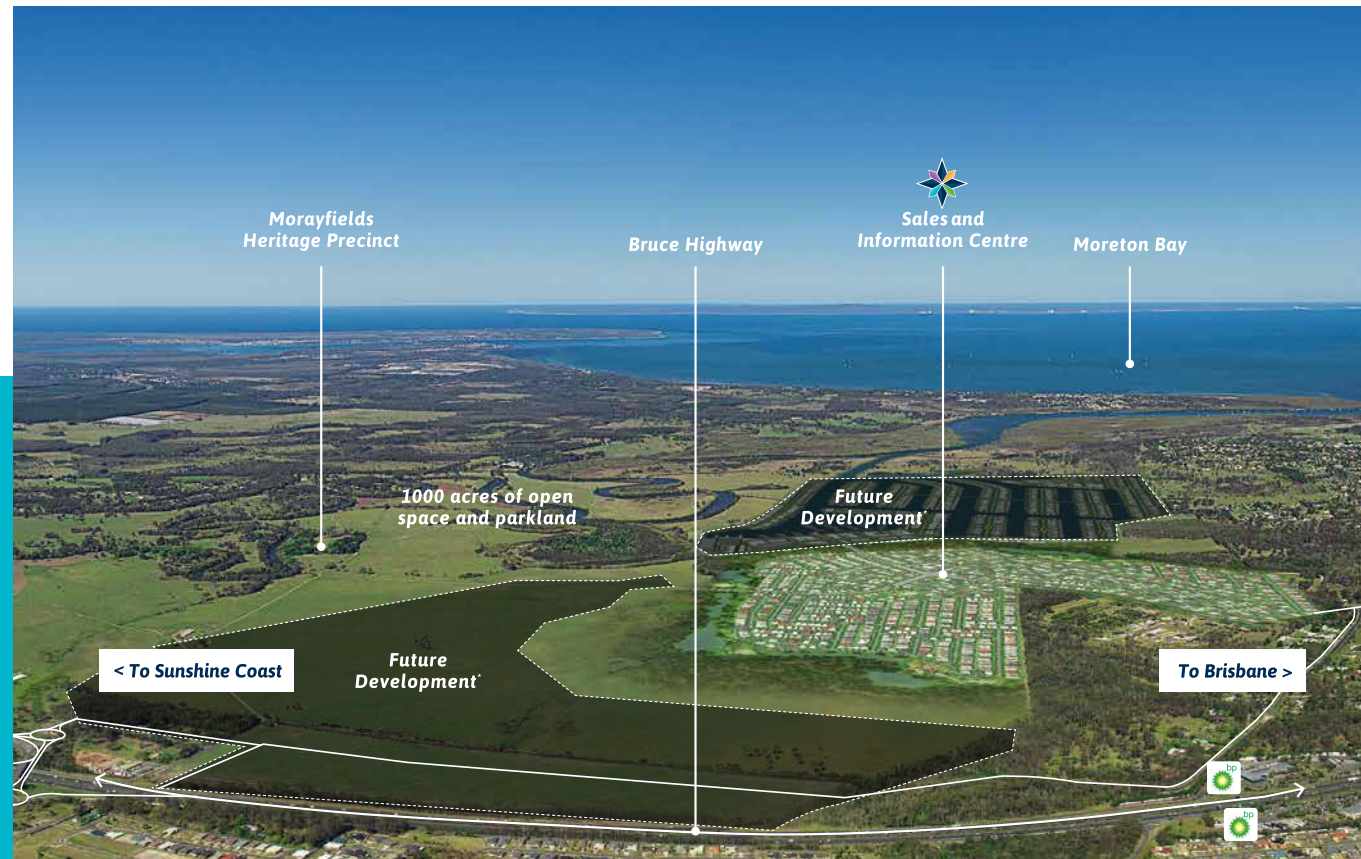 Morayfields
Heritage Precinct
Bruce Highway
Sales and
Information Centre
Moreton Bay
1000 acres of open
space and parkland
Future
Development*
< To Sunshine Coast
Future
Development*
To Brisbane >
bp
bp